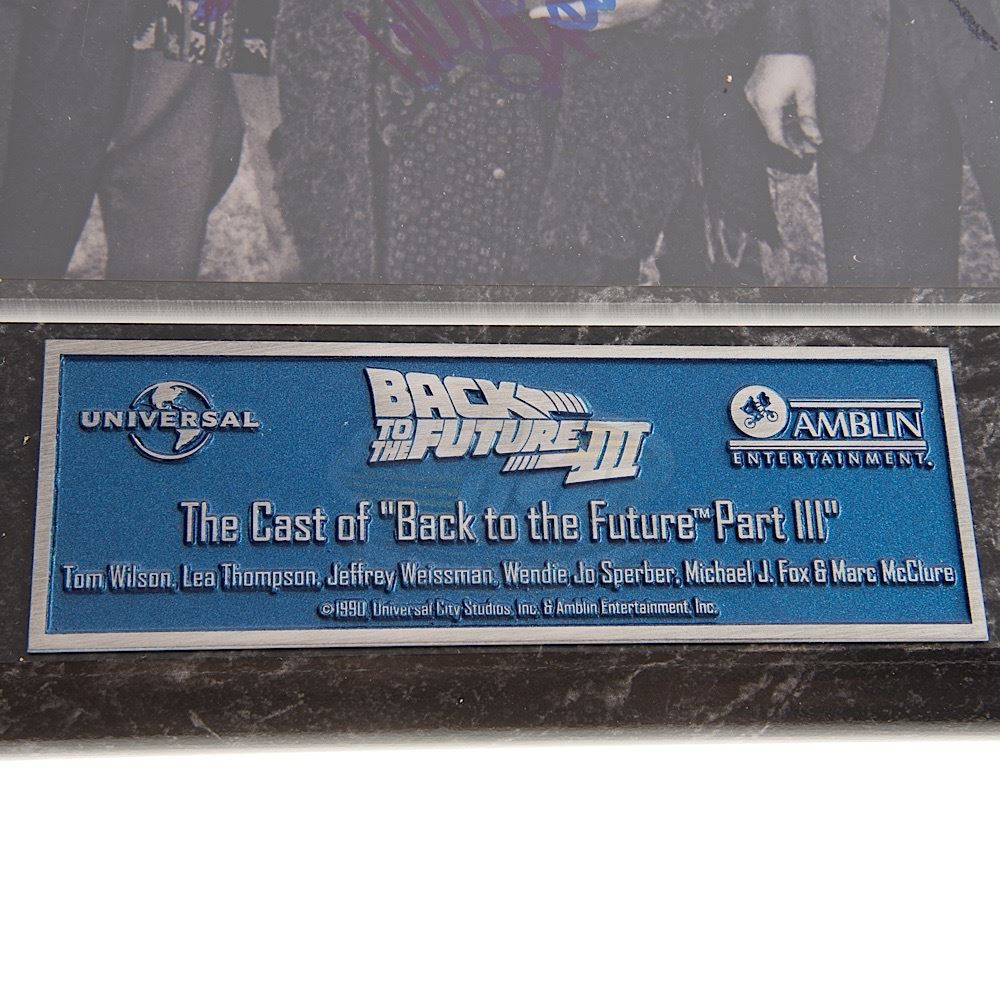 UNIVERSAL
BACK
TO THE FUTURE III
AMBLIN
ENTERTAINMENT.
The Cast of "Back to the Future™ Part III"
Tom Wilson, Lea Thompson, Jeffrey Weissman, Wendie Jo Sperber, Michael J. Fox & Marc McClure
©1990 Universal City Studios, Inc. & Amblin Entertainment, Inc.